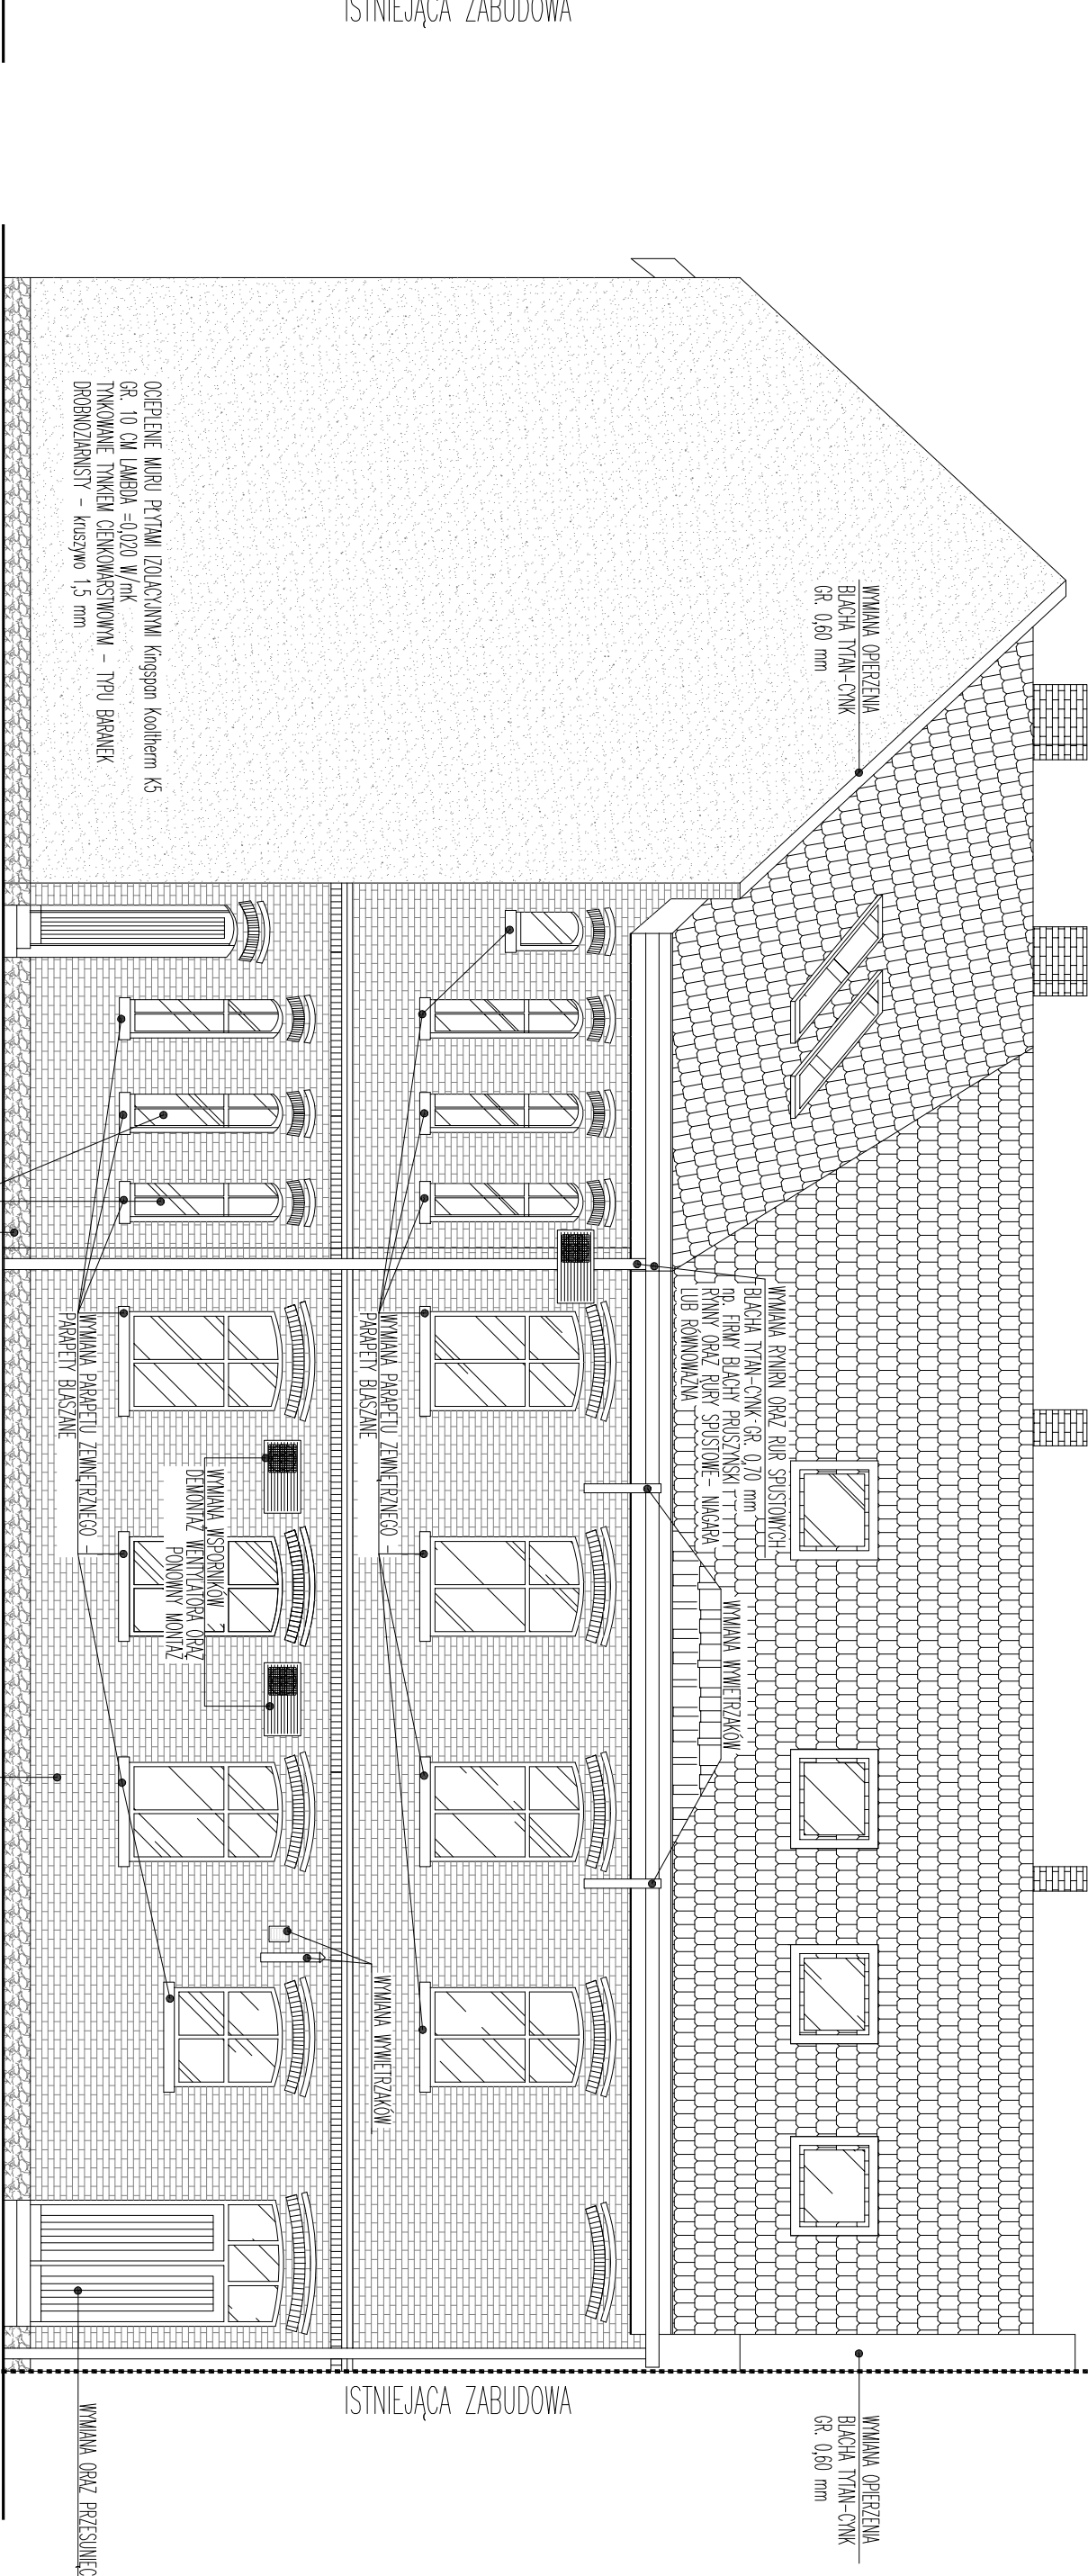 ISTNIEJĄCA ZABUDOWA
WYMIANA OPIERZENIA
BLACHA TYTAN-CYNK
GR. 0,60 mm
OCIEPLENIE MURU PŁYTAMI IZOLACYJNYMI Kingspan Kooltherm K5
GR. 10 CM LAMBDA =0,020 W/mK
TYNKOWANIE TYNKIEM CIENKOWARSTWOWYM - TYPU BARANEK
DROBNOZIARNISTY - kruszywo 1,5 mm
WYMIANA RYNIRN ORAZ RUR SPUSTOWYCH
BLACHA TYTAN-CYNK GR. 0,70 mm
np. FIRMY BLACHY PRUSZYŃSKI
RYNNY ORAZ RURY SPUSTOWE- NIAGARA
LUB RÓWNOWAŻNA
WYMIANA WYWIETRZAKÓW
WYMIANA PARAPETU ZEWNĘTRZNEGO -
PARAPETY BLASZANE
WYMIANA WSPORNIKÓW -
DEMONTAŻ WENTYLATORA ORAZ
PONOWNY MONTAŻ
WYMIANA PARAPETU ZEWNĘTRZNEGO -
PARAPETY BLASZANE
WYMIANA WYWIETRZAKÓW
ISTNIEJĄCA ZABUDOWA
WYMIANA OPIERZENIA
BLACHA TYTAN-CYNK
GR. 0,60 mm
WYMIANA ORAZ PRZESUNIĘC